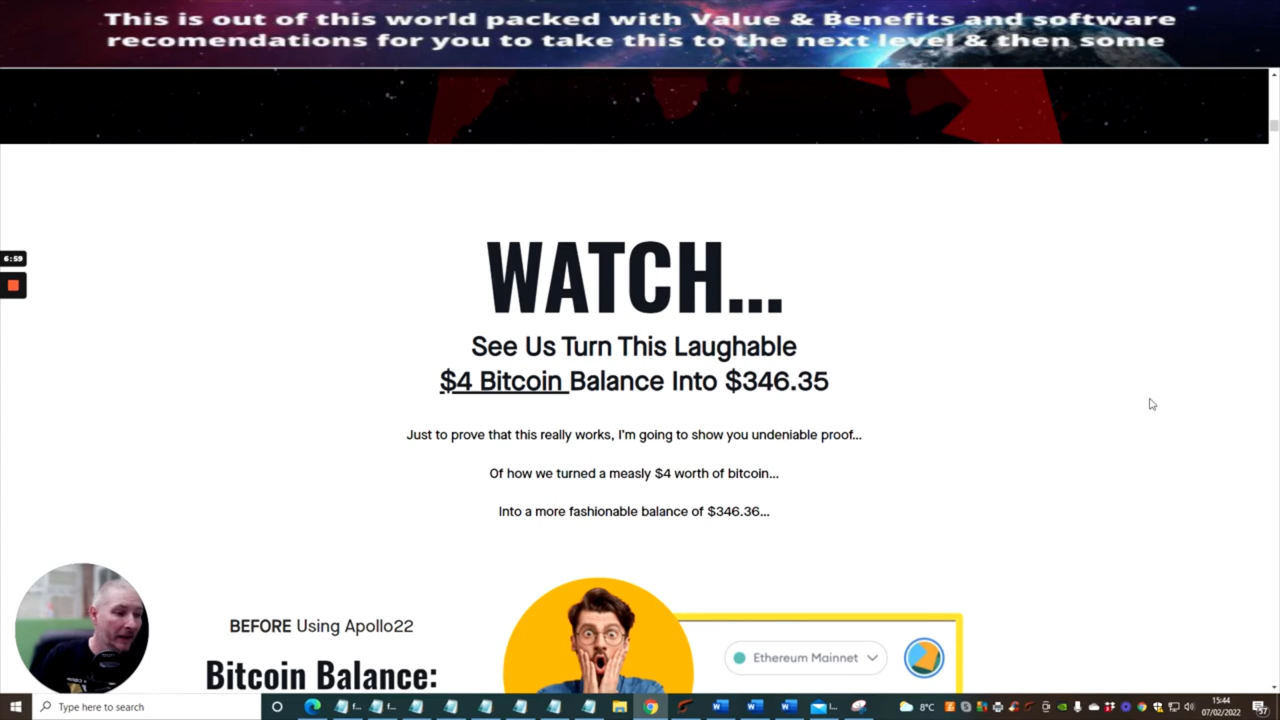 This is out of this world packed with Value & Benefits and software
recomendations for you to take this to the next level & then some
6:59
WATCH...
See Us Turn This Laughable
$4 Bitcoin Balance Into $346.35
Just to prove that this really works, I'm going to show you undeniable proof...
Of how we turned a measly $4 worth of bitcoin...
Into a more fashionable balance of $346.36...
BEFORE Using Apollo22
Bitcoin Balance:
Ethereum Mainnet
Type here to search
8°C
15:44
07/02/2022